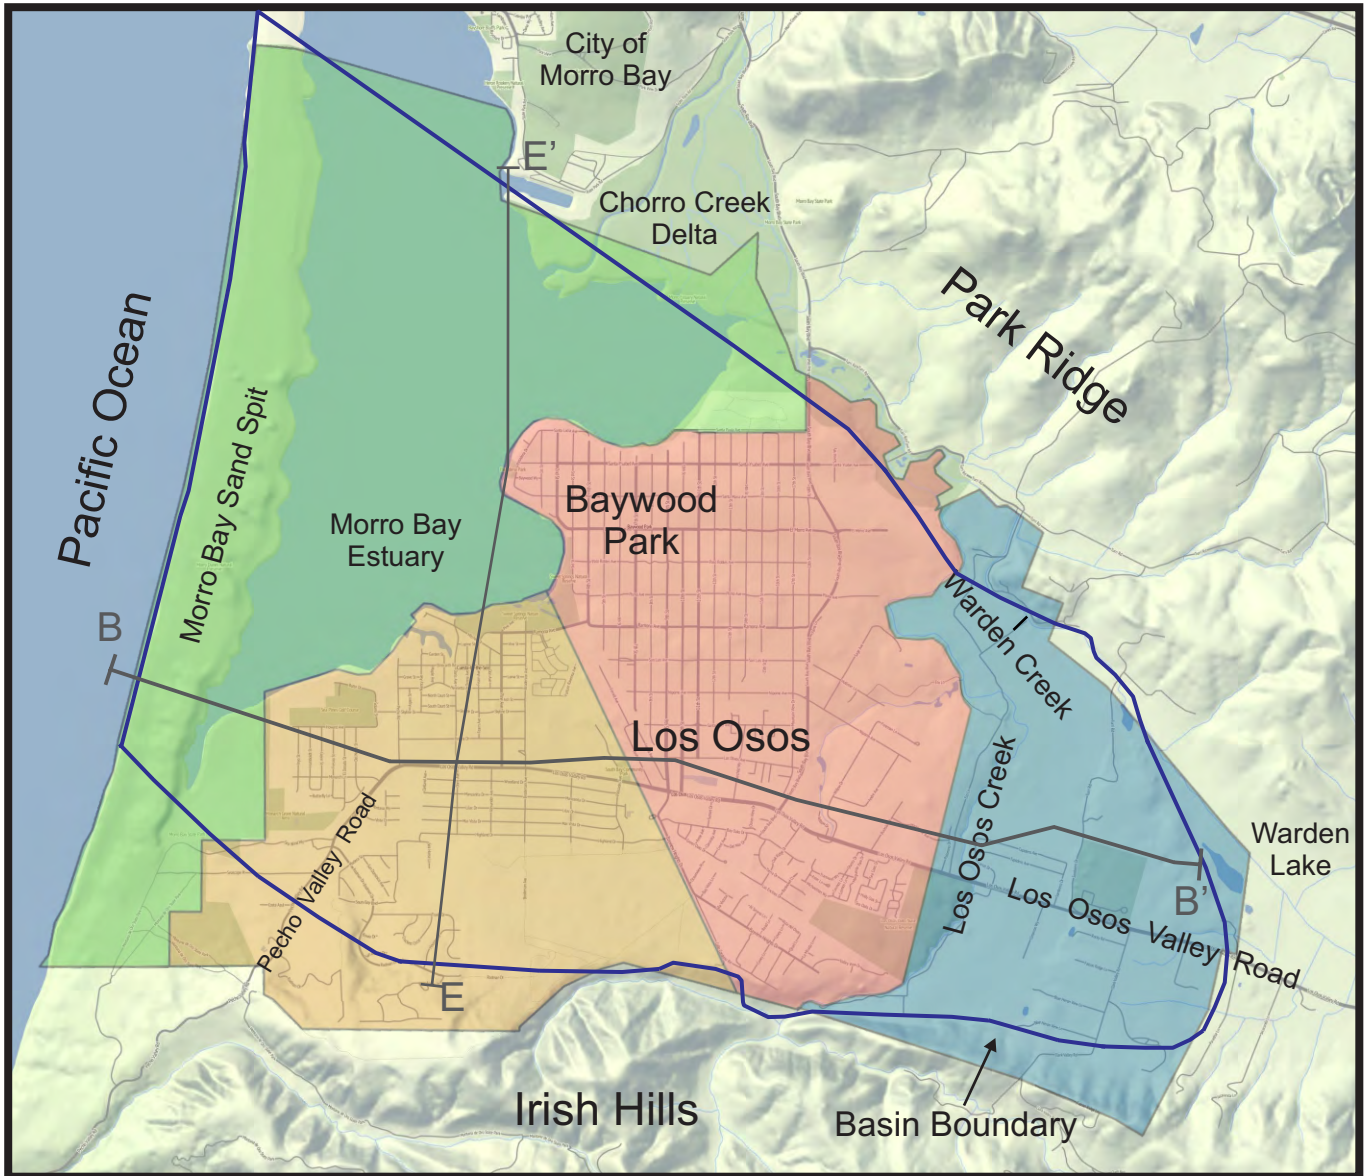 City of
Morro Bay
E’
Chorro Creek
Delta
Park Ridge
Pacific Ocean
Morro Bay Sand Spit
Baywood
Park
Morro Bay
Estuary
B
Warden Creek
Los Osos
Los Osos Creek
Pecho Valley Road
Warden
Lake
B’
Los Osos Valley Road
E
Irish Hills
Basin Boundary